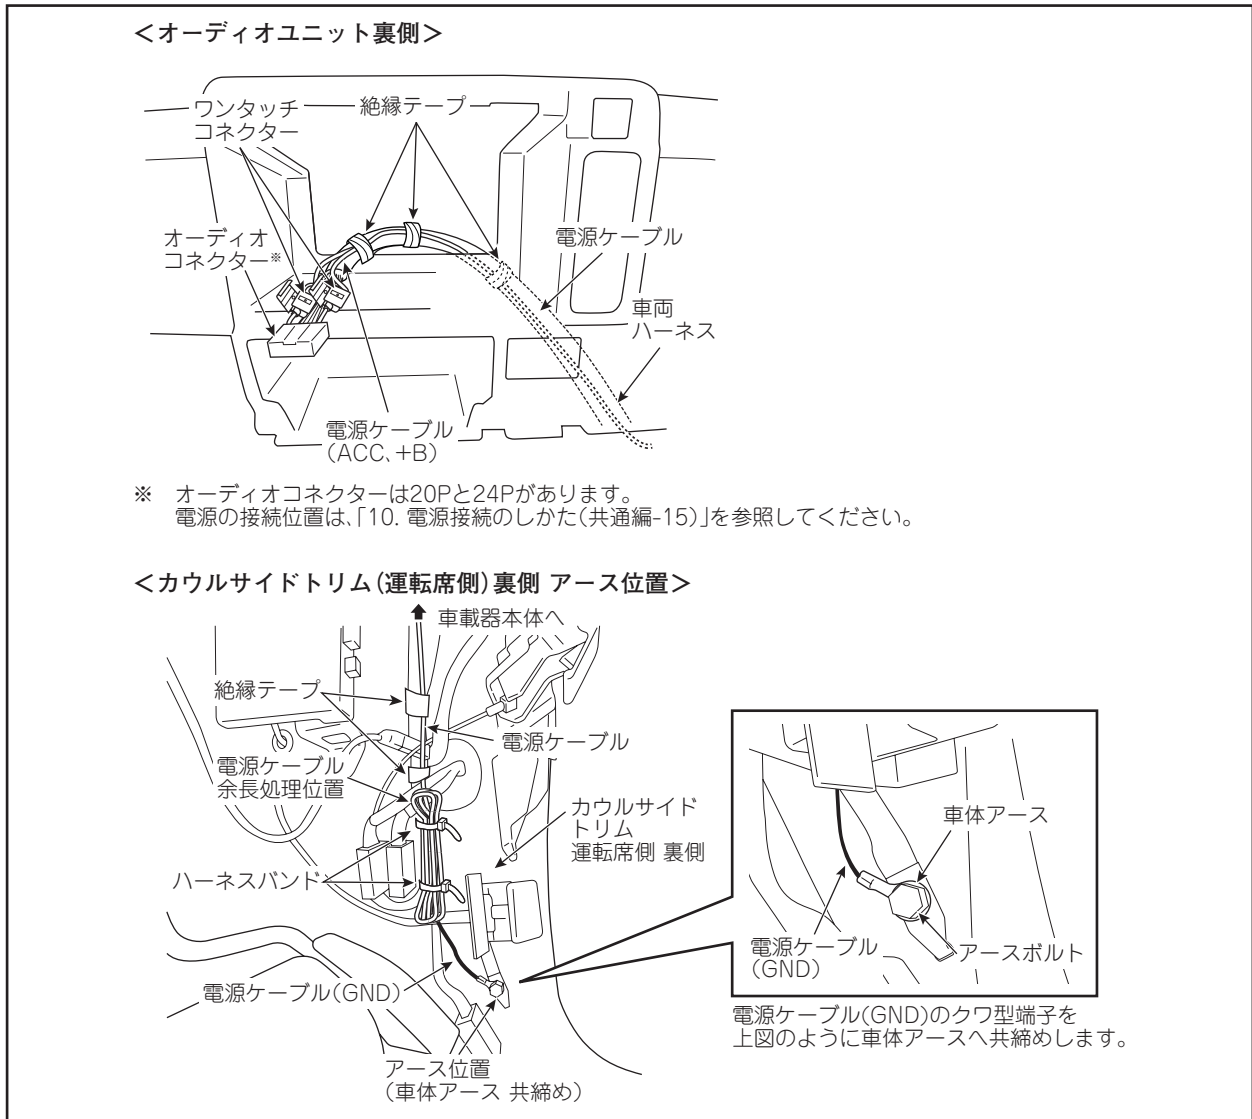 ＜オーディオユニット裏側＞
ワンタッチ
コネクター
絶縁テープ
オーディオ
コネクター※
電源ケーブル
車両
ハーネス
電源ケーブル
（ACC、+B）
※　オーディオコネクターは20Pと24Pがあります。
電源の接続位置は、「10. 電源接続のしかた（共通編-15）」を参照してください。
＜カウルサイドトリム（運転席側）裏側 アース位置＞
車載器本体へ
絶縁テープ
電源ケーブル
電源ケーブル
余長処理位置
カウルサイド
トリム
運転席側 裏側
ハーネスバンド
電源ケーブル（GND）
アース位置
（車体アース 共締め）
車体アース
電源ケーブル
（GND）
アースボルト
電源ケーブル(GND)のクワ型端子を
上図のように車体アースへ共締めします。